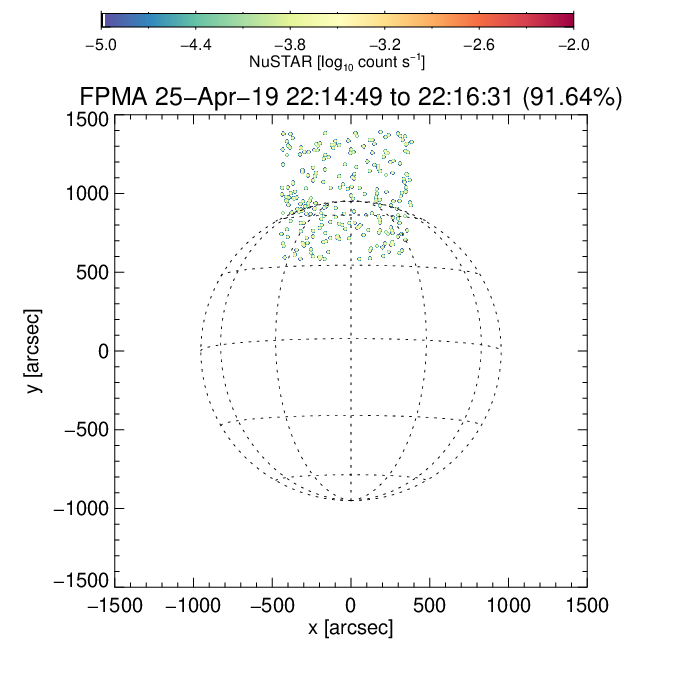 −5.0 −4.4 −3.8 −3.2 −2.6 −2.0
NuSTAR [log₁₀ count s⁻¹]
FPMA 25−Apr−19 22:14:49 to 22:16:31 (91.64%)
1500
1000
500
0
−500
−1000
−1500
y [arcsec]
−1500 −1000 −500 0 500 1000 1500
x [arcsec]